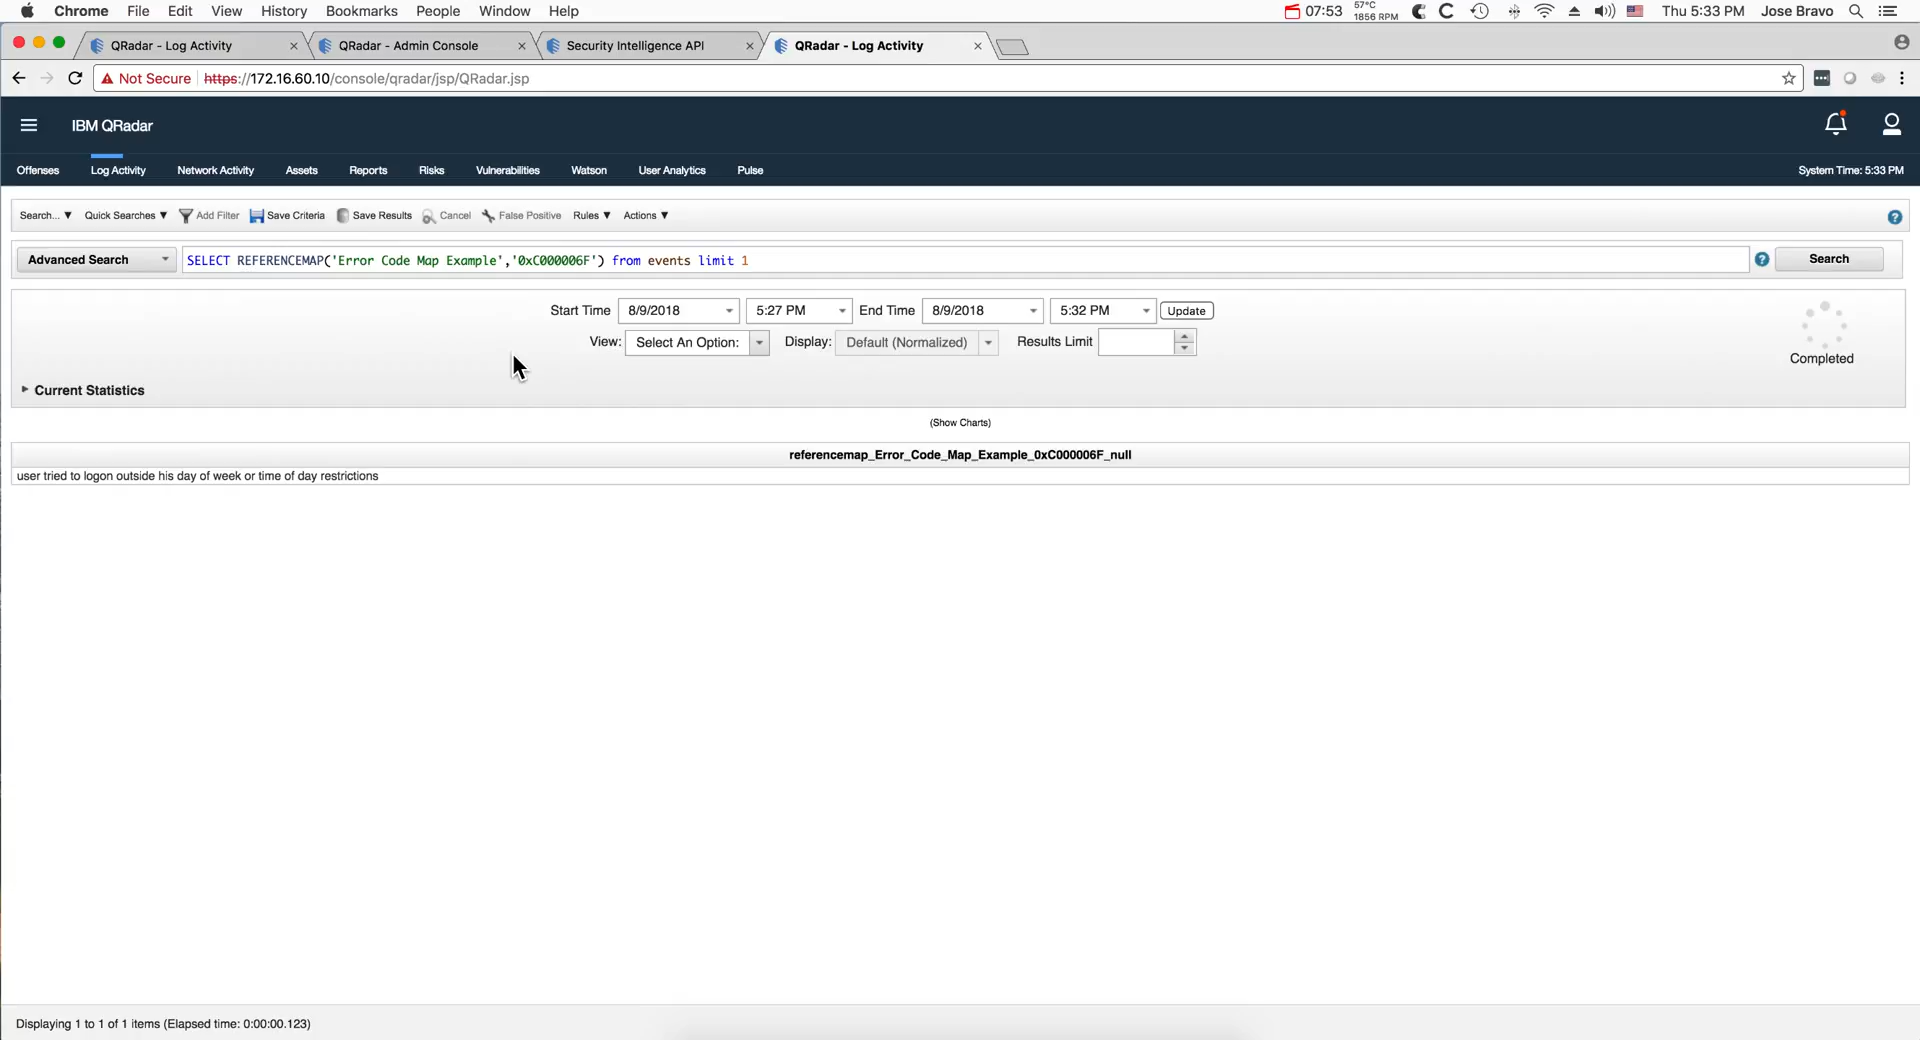 Chrome File Edit View History Bookmarks People Window Help 07:53 57°C 1856 RPM Thu 5:33 PM Jose Bravo
QRadar - Log Activity QRadar - Admin Console Security Intelligence API QRadar - Log Activity
Not Secure https://172.16.60.10/console/qradar/jsp/QRadar.jsp
IBM QRadar
Offenses Log Activity Network Activity Assets Reports Risks Vulnerabilities Watson User Analytics Pulse System Time: 5:33 PM
Search... Quick Searches Add Filter Save Criteria Save Results Cancel False Positive Rules Actions
Advanced Search SELECT REFERENCEMAP('Error Code Map Example','0xC000006F') from events limit 1 Search
Start Time 8/9/2018 5:27 PM End Time 8/9/2018 5:32 PM Update
View: Select An Option: Display: Default (Normalized) Results Limit
Completed
Current Statistics
(Show Charts)
referencemap_Error_Code_Map_Example_0xC000006F_null
user tried to logon outside his day of week or time of day restrictions
Displaying 1 to 1 of 1 items (Elapsed time: 0:00:00.123)